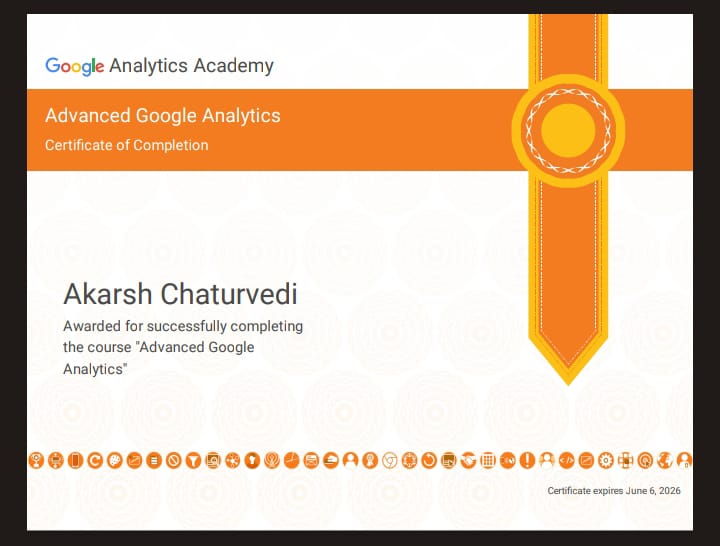 Google Analytics Academy
Advanced Google Analytics
Certificate of Completion
Akarsh Chaturvedi
Awarded for successfully completing
the course "Advanced Google
Analytics"
Certificate expires June 6, 2026